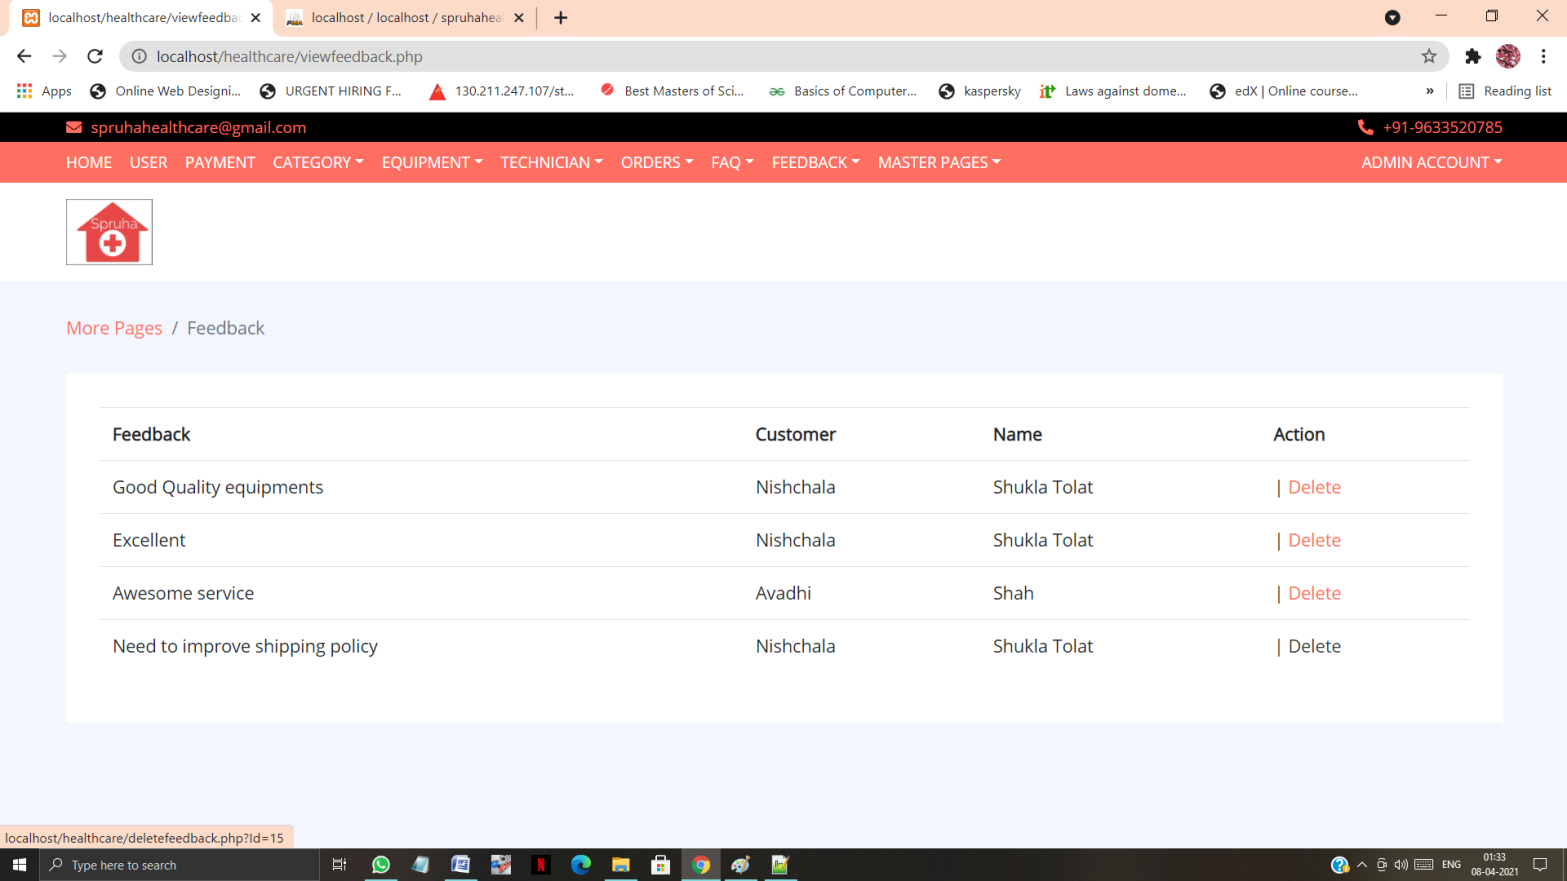 localhost/healthcare/viewfeedba
localhost / localhost / spruhaheal
localhost/healthcare/viewfeedback.php
Apps Online Web Designi... URGENT HIRING F... 130.211.247.107/st... Best Masters of Sci... Basics of Computer... kaspersky Laws against dome... edX | Online course... » Reading list
spruhahealthcare@gmail.com +91-9633520785
HOME USER PAYMENT CATEGORY EQUIPMENT TECHNICIAN ORDERS FAQ FEEDBACK MASTER PAGES ADMIN ACCOUNT
Spruha
More Pages / Feedback
Feedback Customer Name Action
Good Quality equipments Nishchala Shukla Tolat | Delete
Excellent Nishchala Shukla Tolat | Delete
Awesome service Avadhi Shah | Delete
Need to improve shipping policy Nishchala Shukla Tolat | Delete
localhost/healthcare/deletefeedback.php?Id=15
Type here to search
ENG
01:33
08-04-2021